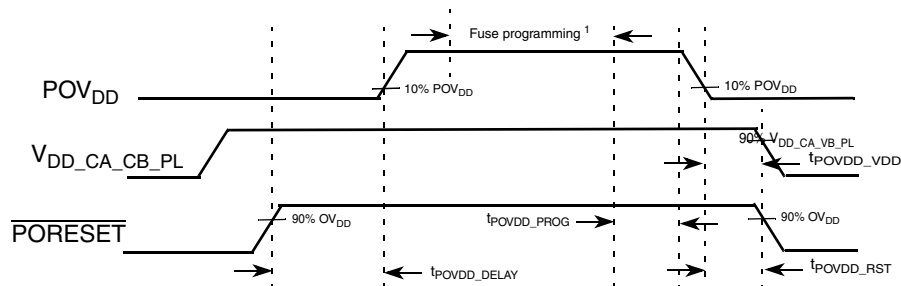 Fuse programming 1
POVDD
10% POVDD
10% POVDD
VDD_CA_CB_PL
90% VDD_CA_VB_PL
tPOVDD_VDD
PORESET
90% OVDD
tPOVDD_PROG
90% OVDD
tPOVDD_DELAY
tPOVDD_RST